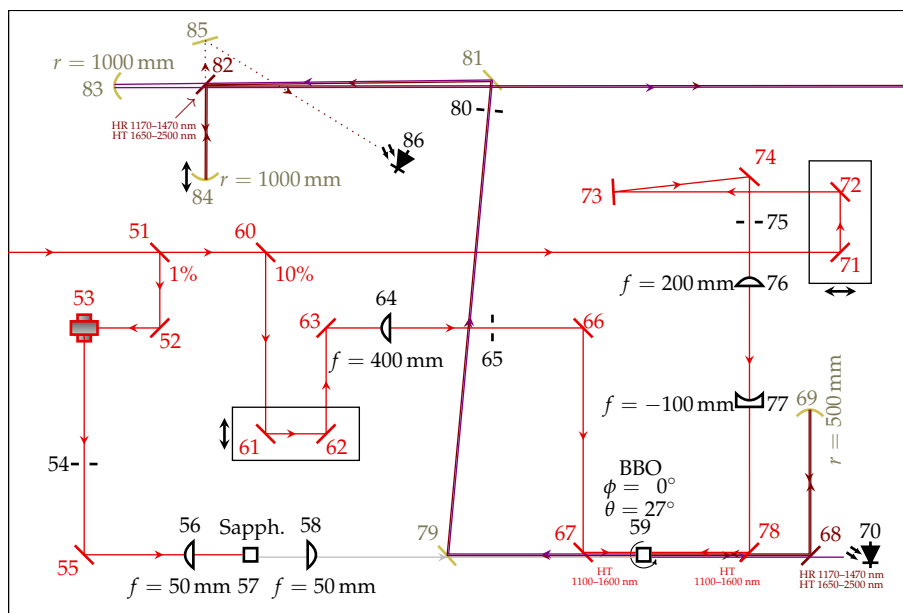 85
81
r = 1000 mm
82
83
80
HR 1170–1470 nm
HT 1650–2500 nm
86
84
r = 1000 mm
74
73
72
51
60
75
1%
10%
71
53
64
f = 200 mm
76
52
63
66
f = 400 mm
65
f = −100 mm
77
69
r = 500 mm
61
62
54
BBO
ϕ = 0°
θ = 27°
56
Sapph.
58
79
67
59
78
68
70
55
57
f = 50 mm
f = 50 mm
HT
1100–1600 nm
HT
1100–1600 nm
HR 1170–1470 nm
HT 1650–2500 nm